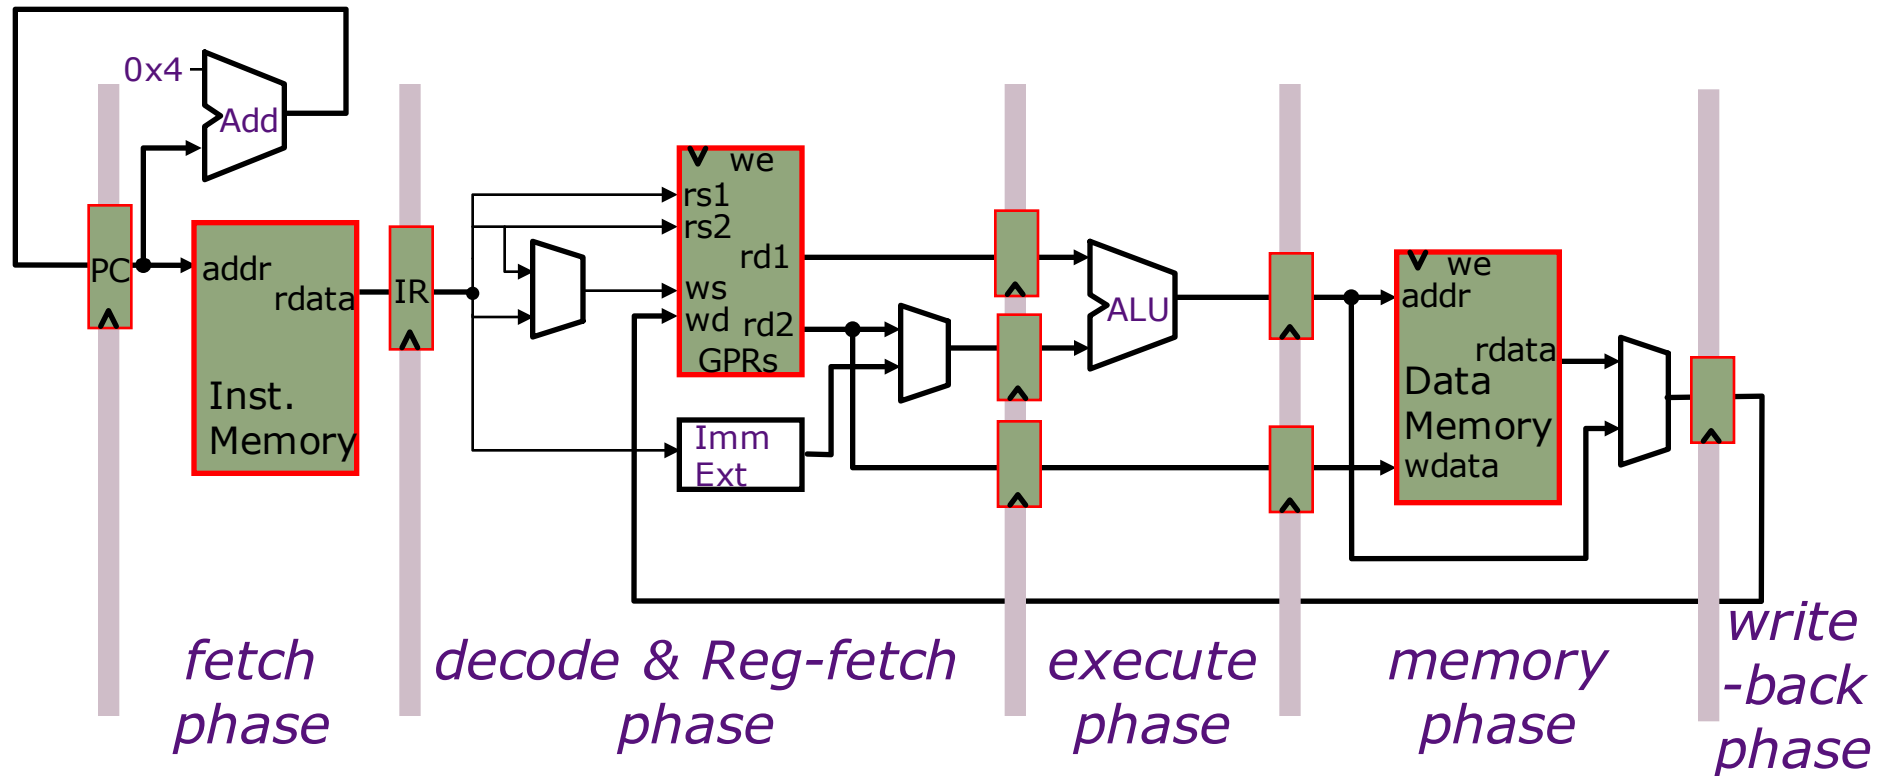 0x4
Add
PC
addr
rdata
Inst.
Memory
IR
we
rs1
rs2
rd1
ws
wd
rd2
GPRs
Imm
Ext
ALU
we
addr
rdata
Data
Memory
wdata
fetch
phase
decode & Reg-fetch
phase
execute
phase
memory
phase
write
-back
phase